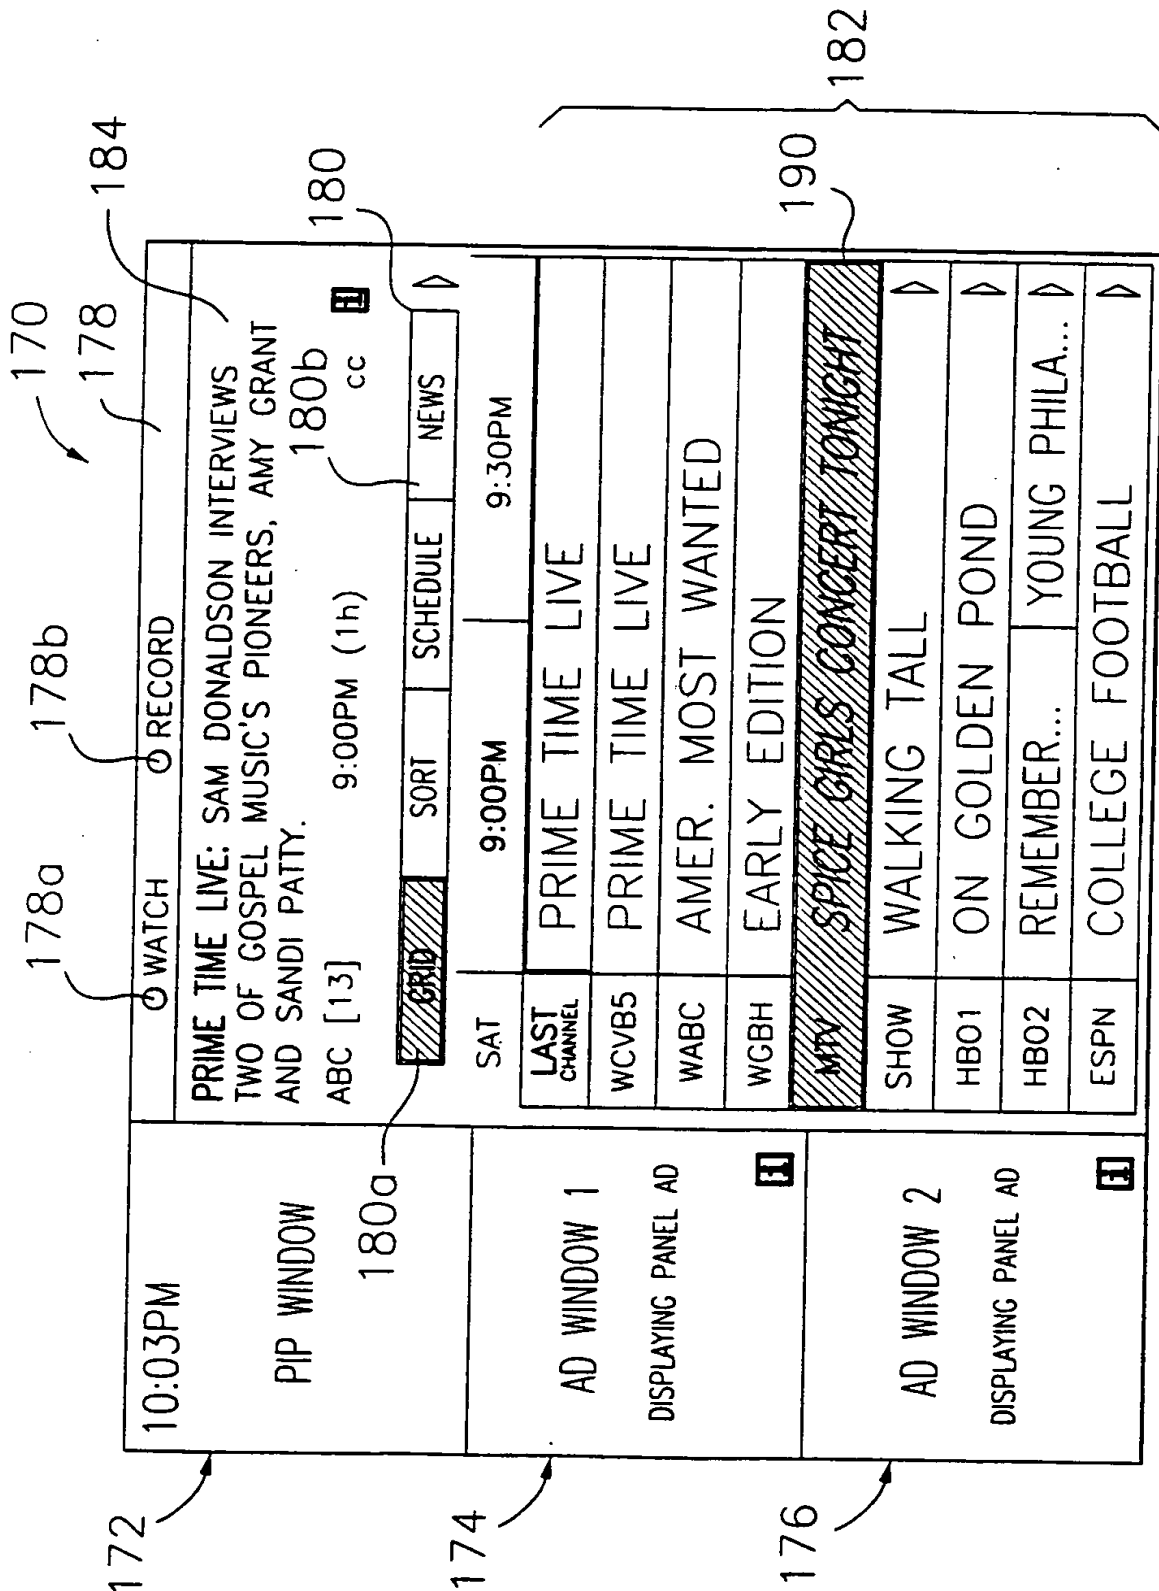 170
178
184
178a
178b
WATCH
RECORD
10:03PM
PIP WINDOW
172
PRIME TIME LIVE: SAM DONALDSON INTERVIEWS
TWO OF GOSPEL MUSIC'S PIONEERS, AMY GRANT
AND SANDI PATTY.
ABC [13] 9:00PM (1h) cc i
180a
180b
180
GRID SORT SCHEDULE NEWS
SAT 9:00PM 9:30PM
LAST CHANNEL PRIME TIME LIVE
WCVB5 PRIME TIME LIVE
WABC AMER. MOST WANTED
WGBH EARLY EDITION
MTV SPICE GIRLS CONCERT TONIGHT
SHOW WALKING TALL
HBO1 ON GOLDEN POND
HBO2 REMEMBER... YOUNG PHILA...
ESPN COLLEGE FOOTBALL
190
182
174
AD WINDOW 1
DISPLAYING PANEL AD
i
176
AD WINDOW 2
DISPLAYING PANEL AD
i